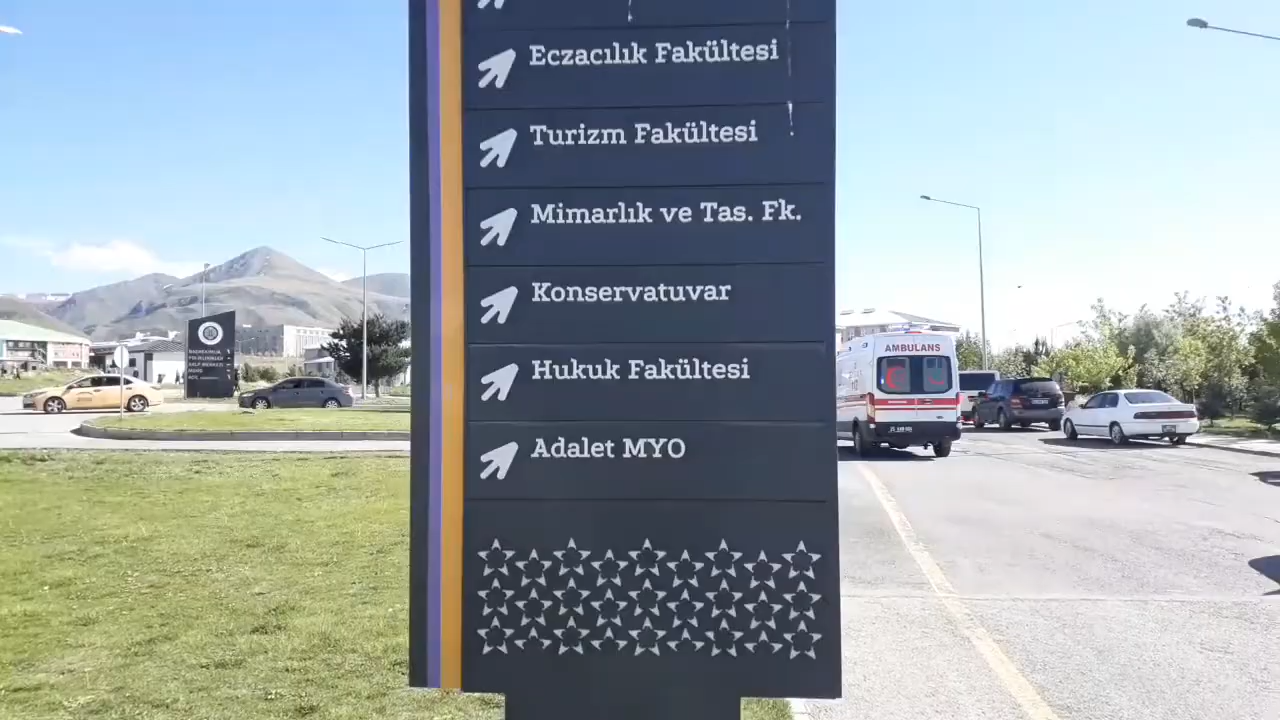 Eczacılık Fakültesi
Turizm Fakültesi
Mimarlık ve Tas. Fk.
Konservatuvar
Hukuk Fakültesi
Adalet MYO
AMBULANS